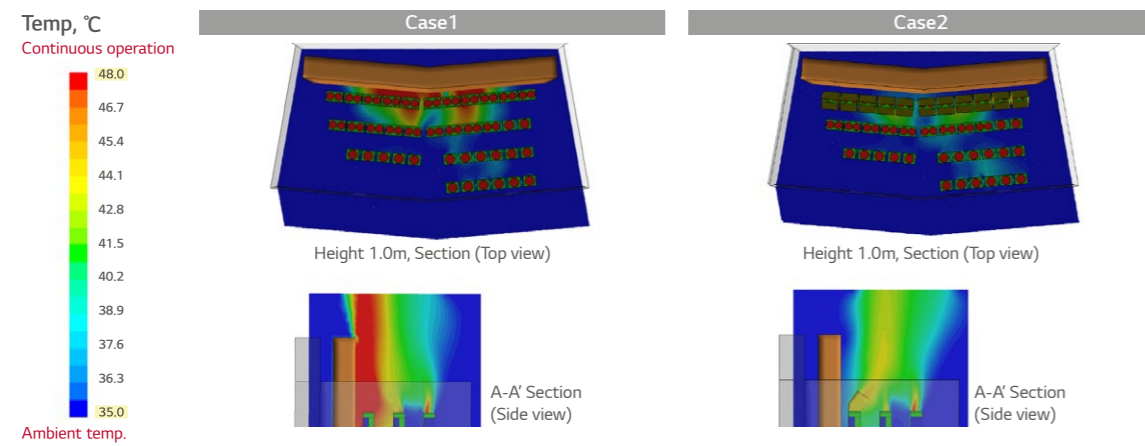 Temp, ℃
Continuous operation
Case1
Case2
48.0
46.7
45.4
44.1
42.8
41.5
40.2
38.9
37.6
36.3
35.0
Ambient temp.
Height 1.0m, Section (Top view)
Height 1.0m, Section (Top view)
A-A' Section
(Side view)
A-A' Section
(Side view)